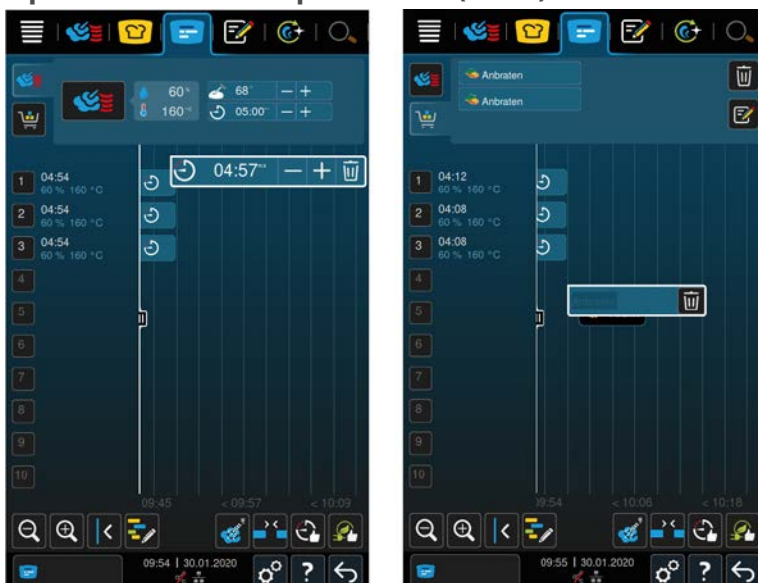 60 %
160 °C
68 °
05:00
04:57
1 04:54
60 % 160 °C
2 04:54
60 % 160 °C
3 04:54
60 % 160 °C
4
5
6
7
8
9
10
09:45 < 09:57 < 10:09
09:54 | 30.01.2020
?
Anbraten
Anbraten
1 04:12
60 % 160 °C
2 04:08
60 % 160 °C
3 04:08
60 % 160 °C
4
Anbraten
5
6
7
8
9
10
09:54 < 10:06 < 10:18
09:55 | 30.01.2020
?